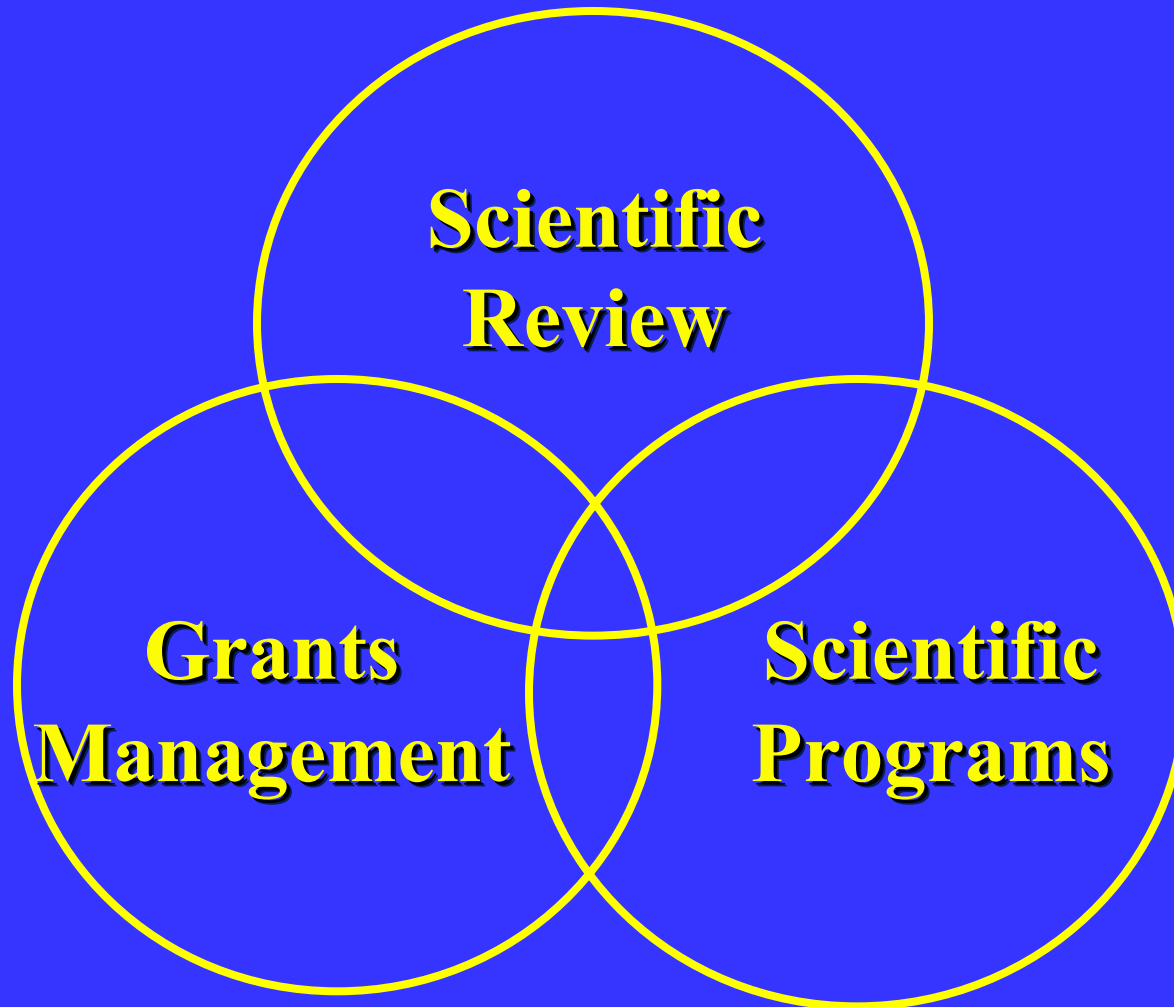 Scientific
Review
Grants
Management
Scientific
Programs